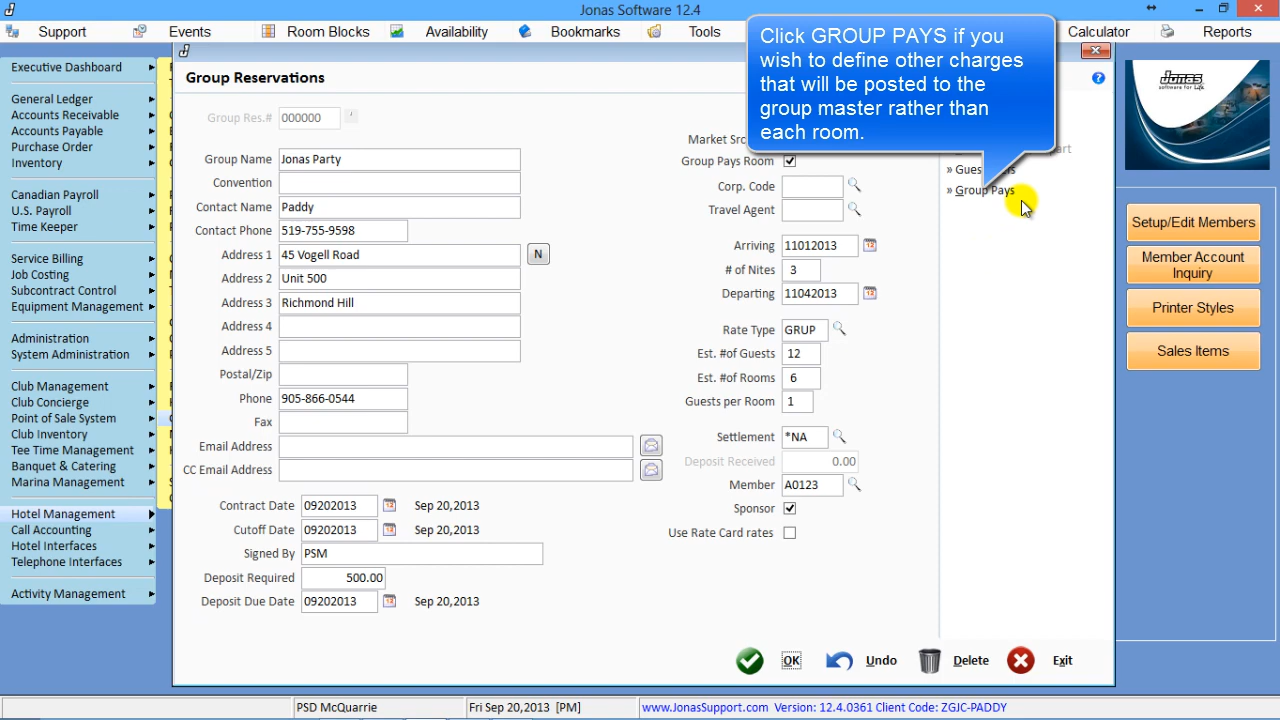 Jonas Software 12.4
Support
Events
Room Blocks
Availability
Bookmarks
Tools
Calculator
Reports
Click GROUP PAYS if you
wish to define other charges
that will be posted to the
group master rather than
each room.
Executive Dashboard
General Ledger
Accounts Receivable
Accounts Payable
Purchase Order
Inventory
Canadian Payroll
U.S. Payroll
Time Keeper
Service Billing
Job Costing
Subcontract Control
Equipment Management
Administration
System Administration
Club Management
Club Concierge
Point of Sale System
Club Inventory
Tee Time Management
Banquet & Catering
Marina Management
Hotel Management
Call Accounting
Hotel Interfaces
Telephone Interfaces
Activity Management
Group Reservations
Group Res.# 000000
Group Name Jonas Party
Convention
Contact Name Paddy
Contact Phone 519-755-9598
Address 1 45 Vogell Road N
Address 2 Unit 500
Address 3 Richmond Hill
Address 4
Address 5
Postal/Zip
Phone 905-866-0544
Fax
Email Address
CC Email Address
Contract Date 09202013 Sep 20,2013
Cutoff Date 09202013 Sep 20,2013
Signed By PSM
Deposit Required 500.00
Deposit Due Date 09202013 Sep 20,2013
Market
Group Pays Room
Corp. Code
Travel Agent
Arriving 11012013
# of Nites 3
Departing 11042013
Rate Type GRUP
Est. #of Guests 12
Est. #of Rooms 6
Guests per Room 1
Settlement *NA
Deposit Received 0.00
Member A0123
Sponsor
Use Rate Card rates
» Group Pays
OK
Undo
Delete
Exit
Jonas
software for Life
Setup/Edit Members
Member Account
Inquiry
Printer Styles
Sales Items
PSD McQuarrie
Fri Sep 20,2013 [PM]
www.JonasSupport.com Version: 12.4.0361 Client Code: ZGJC-PADDY